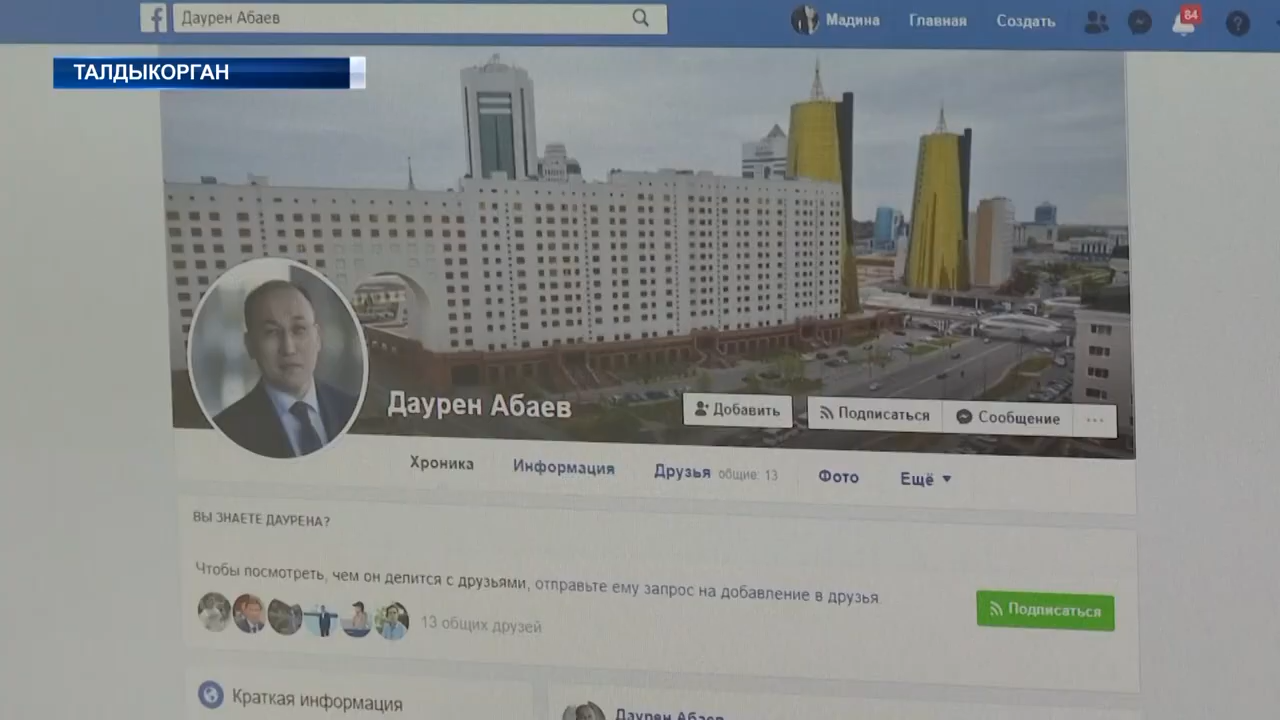 Даурен Абаев
Мадина
Главная
Создать
84
?
ТАЛДЫКОРГАН
Даурен Абаев
Добавить
Подписаться
Сообщение
Хроника
Информация
Друзья общие: 13
Фото
Ещё
ВЫ ЗНАЕТЕ ДАУРЕНА?
Чтобы посмотреть, чем он делится с друзьями, отправьте ему запрос на добавление в друзья.
13 общих друзей
Подписаться
Краткая информация
Даурен Абаев